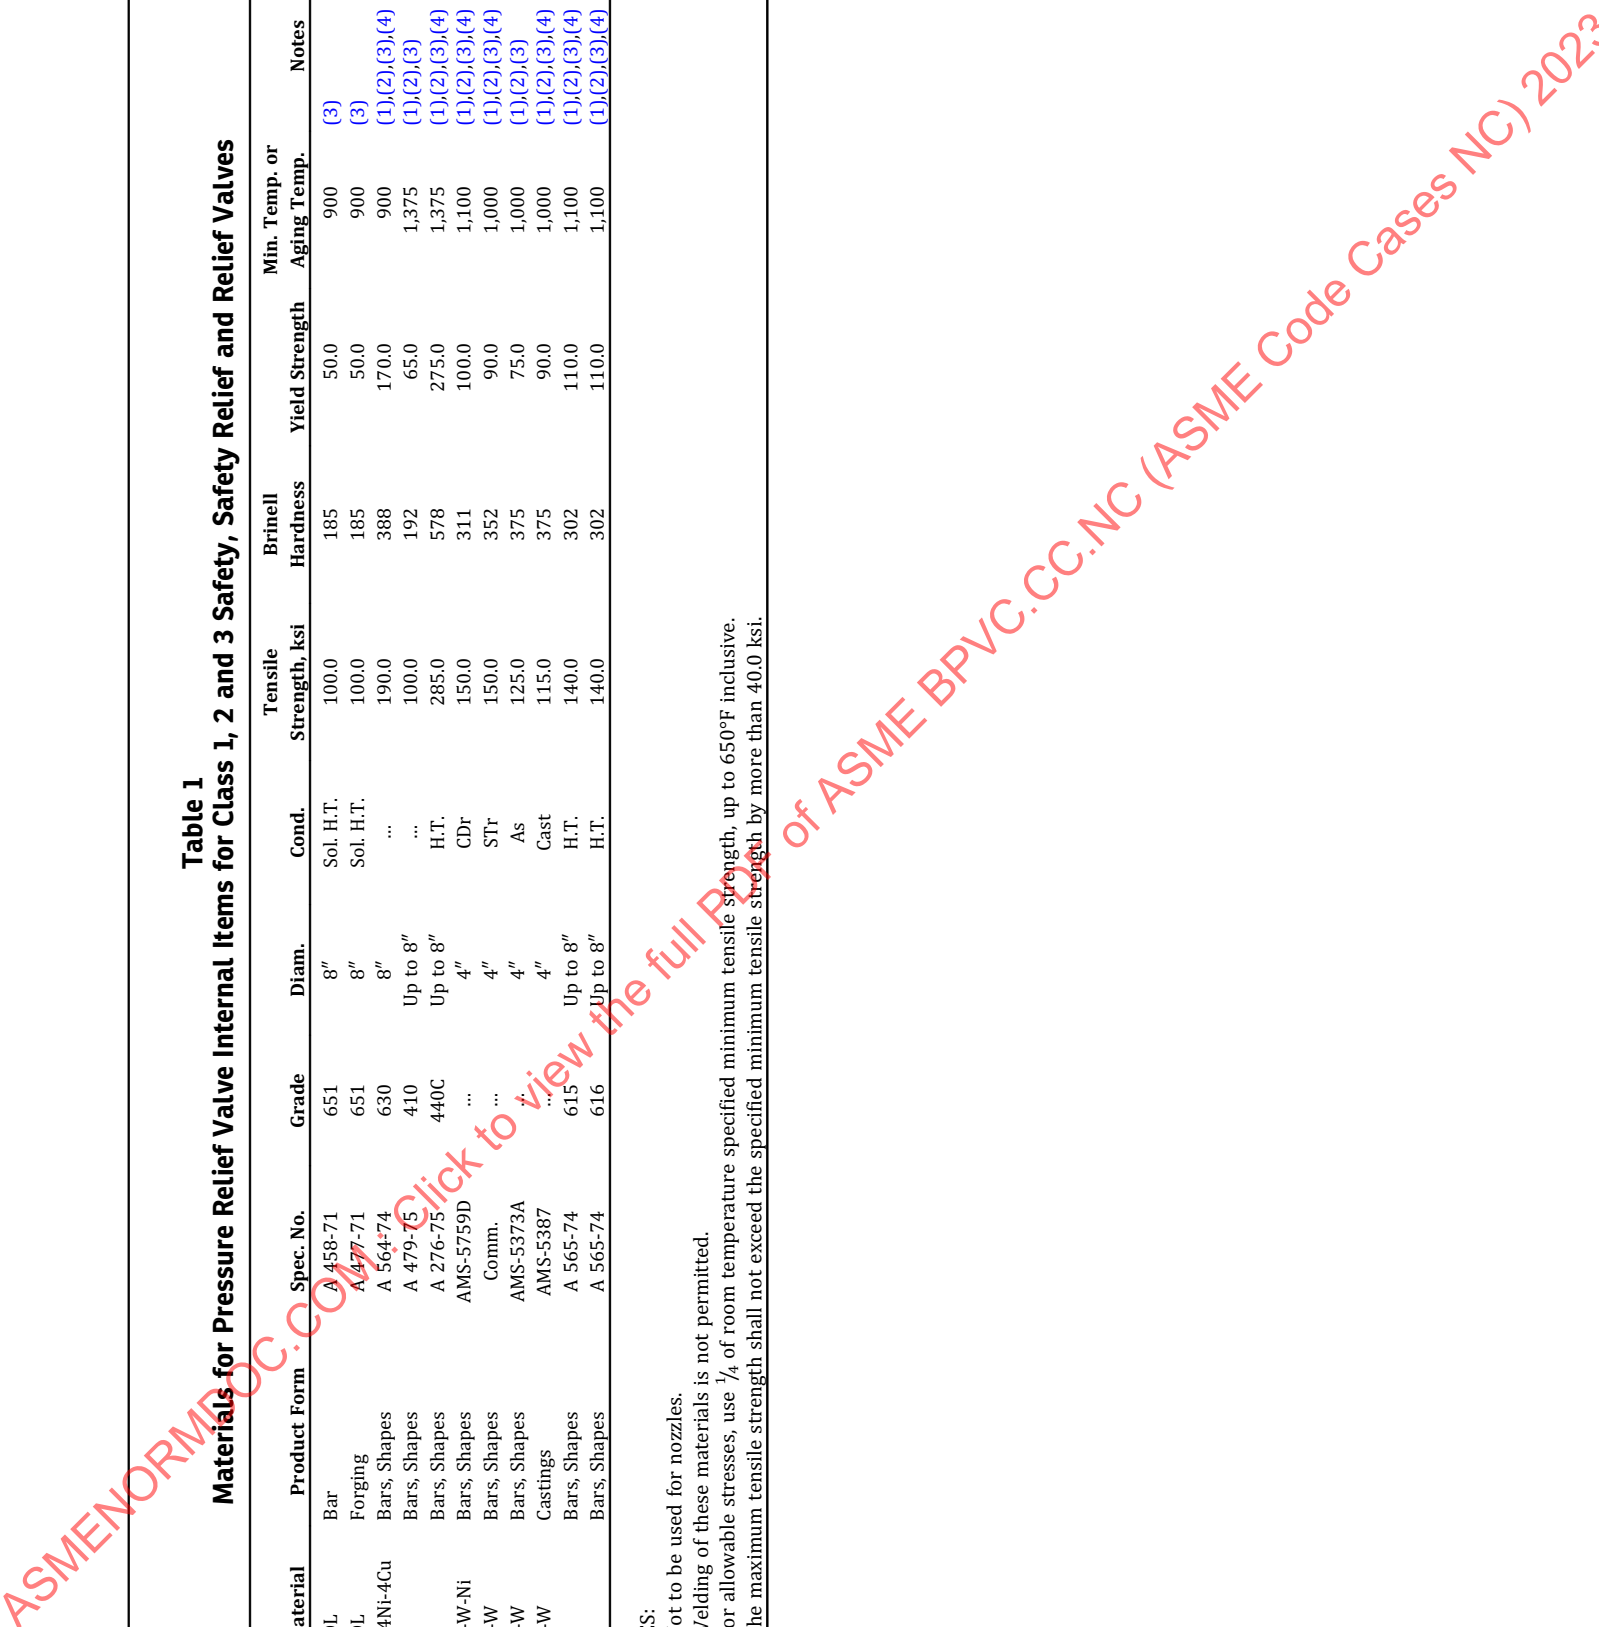 Table 1
Materials for Pressure Relief Valve Internal Items for Class 1, 2 and 3 Safety, Safety Relief and Relief Valves
aterial Product Form Spec. No. Grade Diam. Cond. Tensile Strength, ksi Brinell Hardness Yield Strength Min. Temp. or Aging Temp. Notes
9L Bar A 458-71 651 8″ Sol. H.T. 100.0 185 50.0 900 (3)
9L Forging A 477-71 651 8″ Sol. H.T. 100.0 185 50.0 900 (3)
4Ni-4Cu Bars, Shapes A 564-74 630 8″ ... 190.0 388 170.0 900 (1),(2),(3),(4)
Bars, Shapes A 479-75 410 Up to 8″ ... 100.0 192 65.0 1,375 (1),(2),(3)
Bars, Shapes A 276-75 440C Up to 8″ H.T. 285.0 578 275.0 1,375 (1),(2),(3),(4)
-W-Ni Bars, Shapes AMS-5759D ... 4″ CDr 150.0 311 100.0 1,100 (1),(2),(3),(4)
-W Bars, Shapes Comm. ... 4″ STr 150.0 352 90.0 1,000 (1),(2),(3),(4)
-W Bars, Shapes AMS-5373A ... 4″ As 125.0 375 75.0 1,000 (1),(2),(3)
-W Castings AMS-5387 ... 4″ Cast 115.0 375 90.0 1,000 (1),(2),(3),(4)
Bars, Shapes A 565-74 615 Up to 8″ H.T. 140.0 302 110.0 1,100 (1),(2),(3),(4)
Bars, Shapes A 565-74 616 Up to 8″ H.T. 140.0 302 110.0 1,100 (1),(2),(3),(4)
ES:
ot to be used for nozzles.
Welding of these materials is not permitted.
or allowable stresses, use 1/4 of room temperature specified minimum tensile strength, up to 650°F inclusive.
he maximum tensile strength shall not exceed the specified minimum tensile strength by more than 40.0 ksi.
ASMENORMDOC.COM : Click to view the full PDF of ASME BPVC.CC.NC (ASME Code Cases NC) 2023